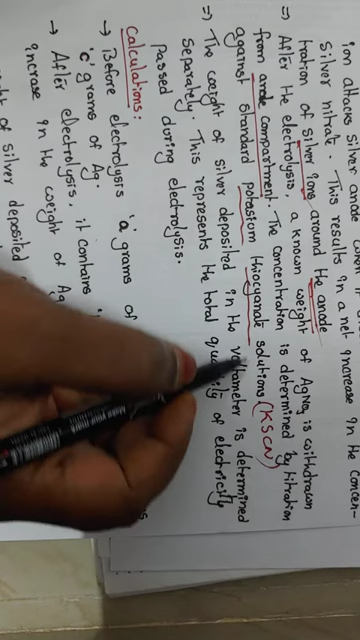 ion attacks silver anode
silver nitrate. This results in a net increase in the concen-
tration of silver ions around the anode
⇒ After the electrolysis, a known weight of AgNO3 is withdrawn
from anode compartment. The concentration is determined by titration
against standard potassium thiocyanate solutions (KSCN)
⇒ The weight of silver deposited in the voltameter is determined
separately. This represents the total quantity of electricity
passed during electrolysis.
Calculations:
→ Before electrolysis 'a' grams of
'c' grams of Ag.
→ After electrolysis, it contains
increase in the weight of Ag
of silver deposited